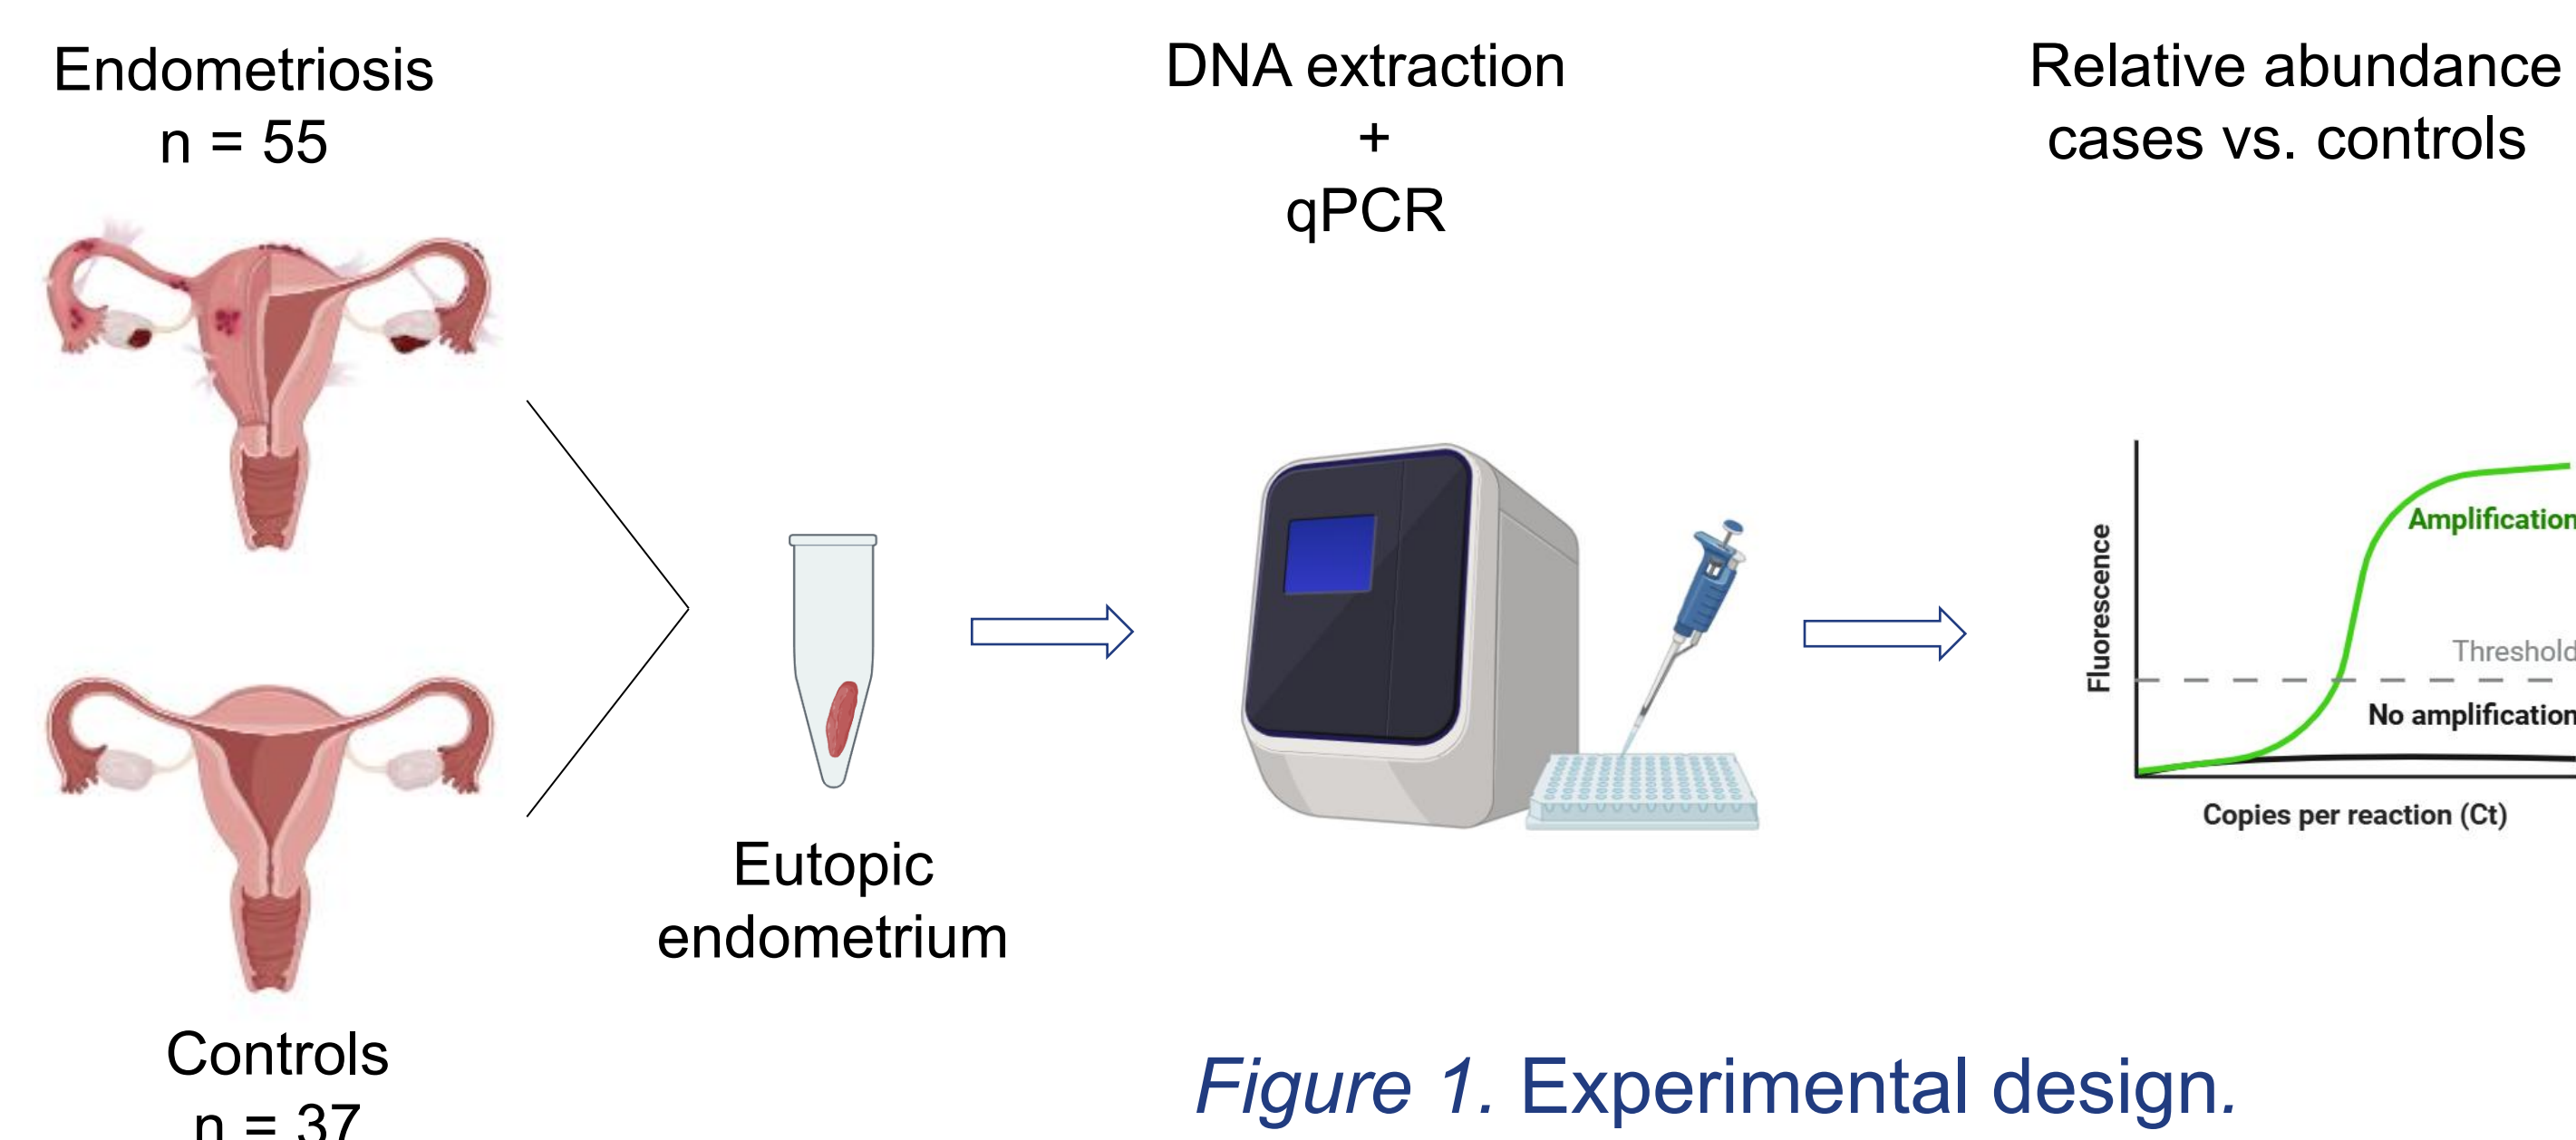 Endometriosis
n = 55
DNA extraction
+
qPCR
Relative abundance
cases vs. controls
Eutopic
endometrium
Fluorescence
Amplification
Threshold
No amplification
Copies per reaction (Ct)
Controls
n = 37
Figure 1. Experimental design.